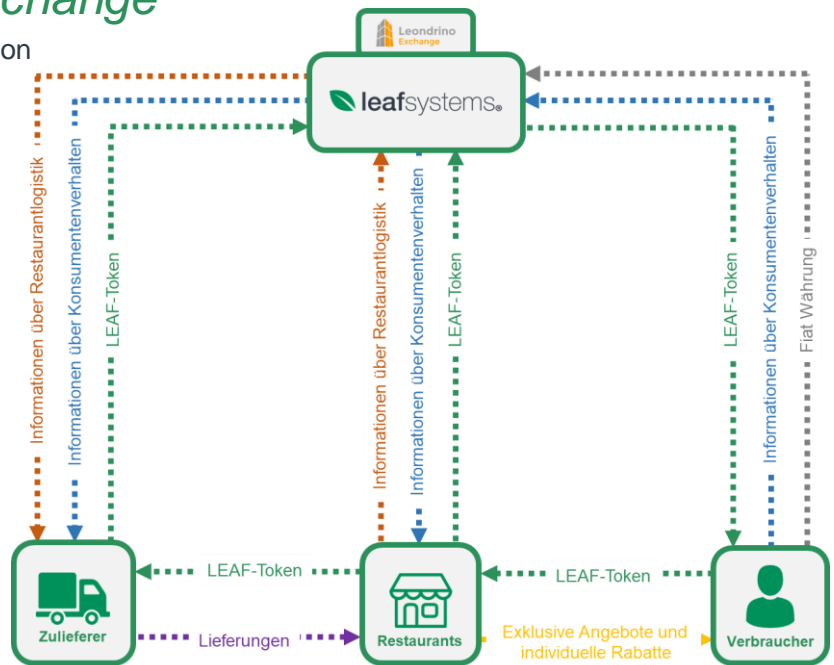 change
on
Leondrino
Exchange
leafsystems®
Informationen über Restaurantlogistik
Informationen über Konsumentenverhalten
LEAF-Token
Informationen über Restaurantlogistik
Informationen über Konsumentenverhalten
LEAF-Token
LEAF-Token
Informationen über Konsumentenverhalten
Fiat Währung
LEAF-Token
LEAF-Token
Zulieferer
Lieferungen
Restaurants
Exklusive Angebote und
individuelle Rabatte
Verbraucher